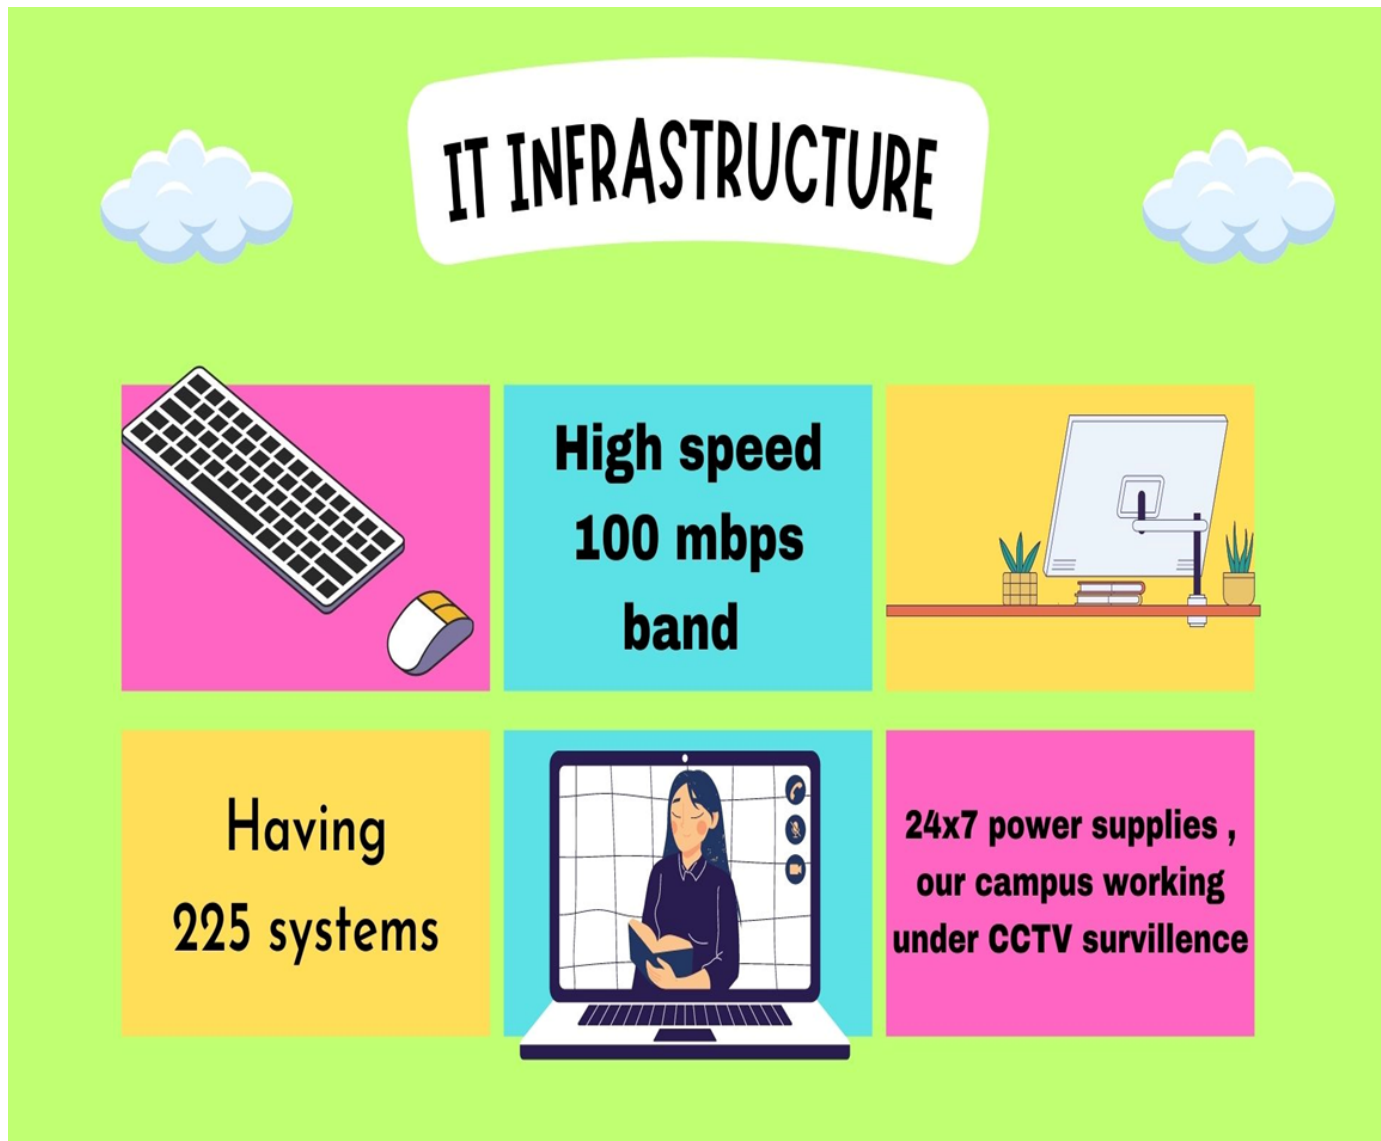 IT INFRASTRUCTURE
High speed
100 mbps
band
Having
225 systems
24x7 power supplies ,
our campus working
under CCTV survillence